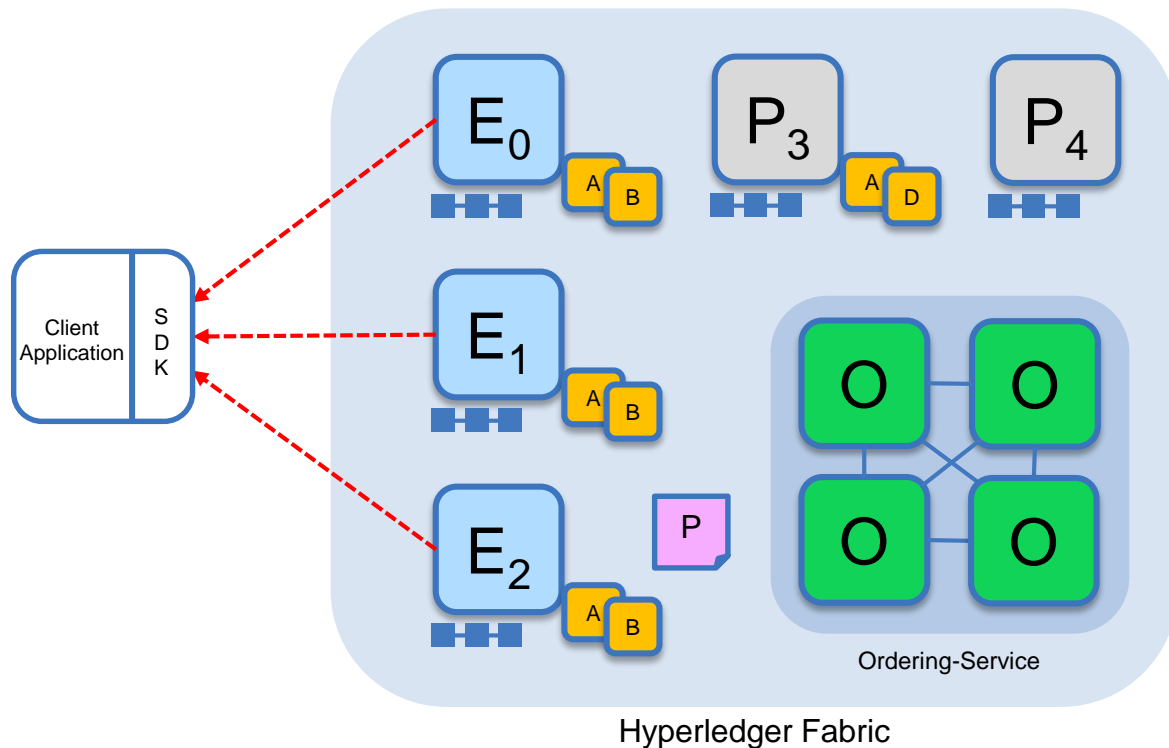 E0
A
B
P3
A
D
P4
Client
Application
S
D
K
E1
A
B
O
O
O
O
E2
A
B
P
Ordering-Service
Hyperledger Fabric